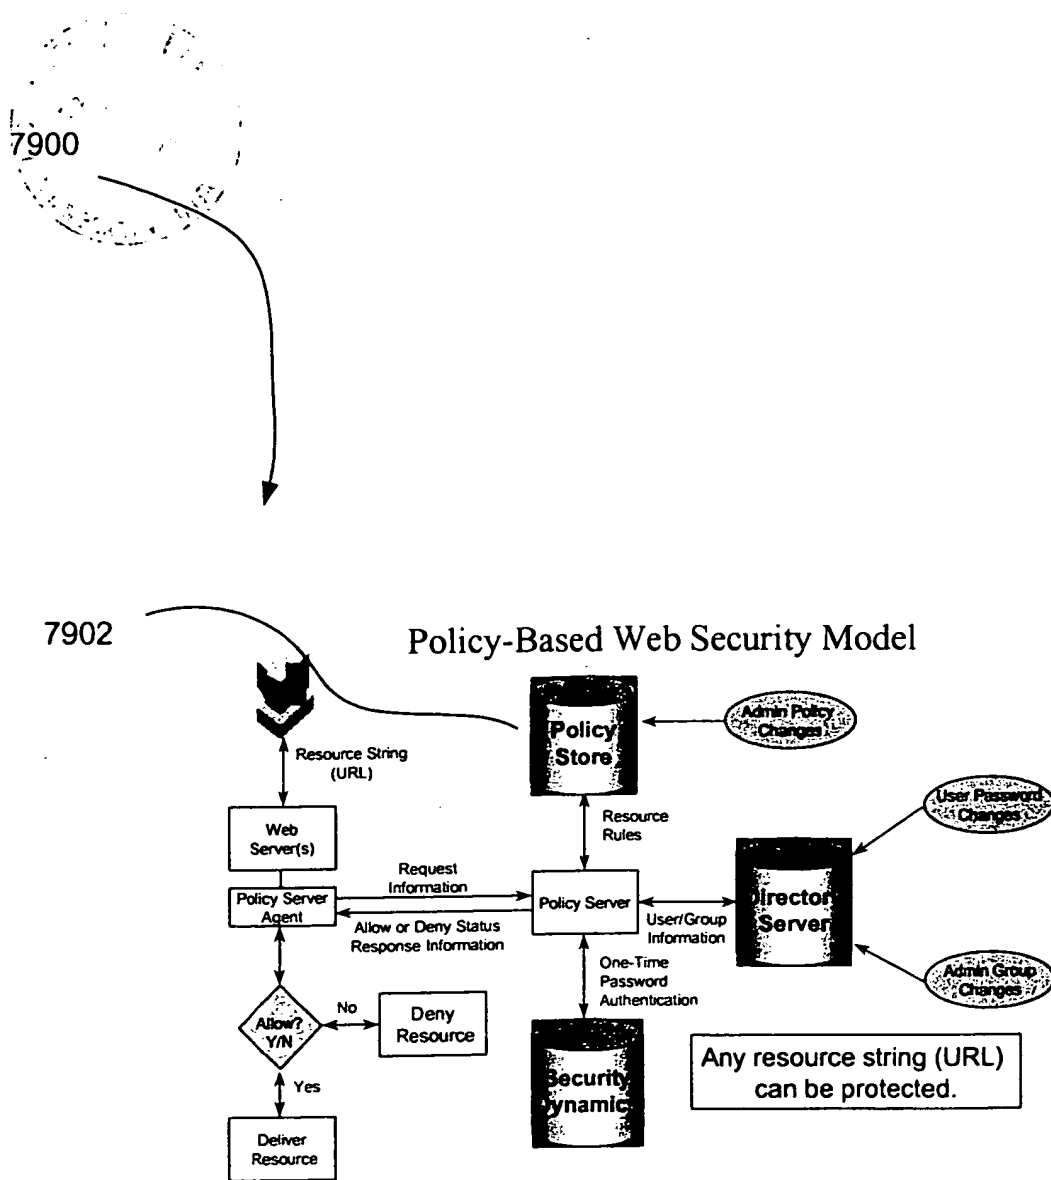 7900
7902
Policy-Based Web Security Model
Resource String
(URL)
Policy
Store
Admin Policy
Changes
User Password
Changes
Web
Server(s)
Resource
Rules
Request
Information
Policy Server
Agent
Allow or Deny Status
Response Information
Policy Server
User/Group
Information
Director
Server
One-Time
Password
Authentication
Admin Group
Changes
Allow?
Y/N
No
Deny
Resource
Yes
Deliver
Resource
Security
Dynamic
Any resource string (URL)
can be protected.